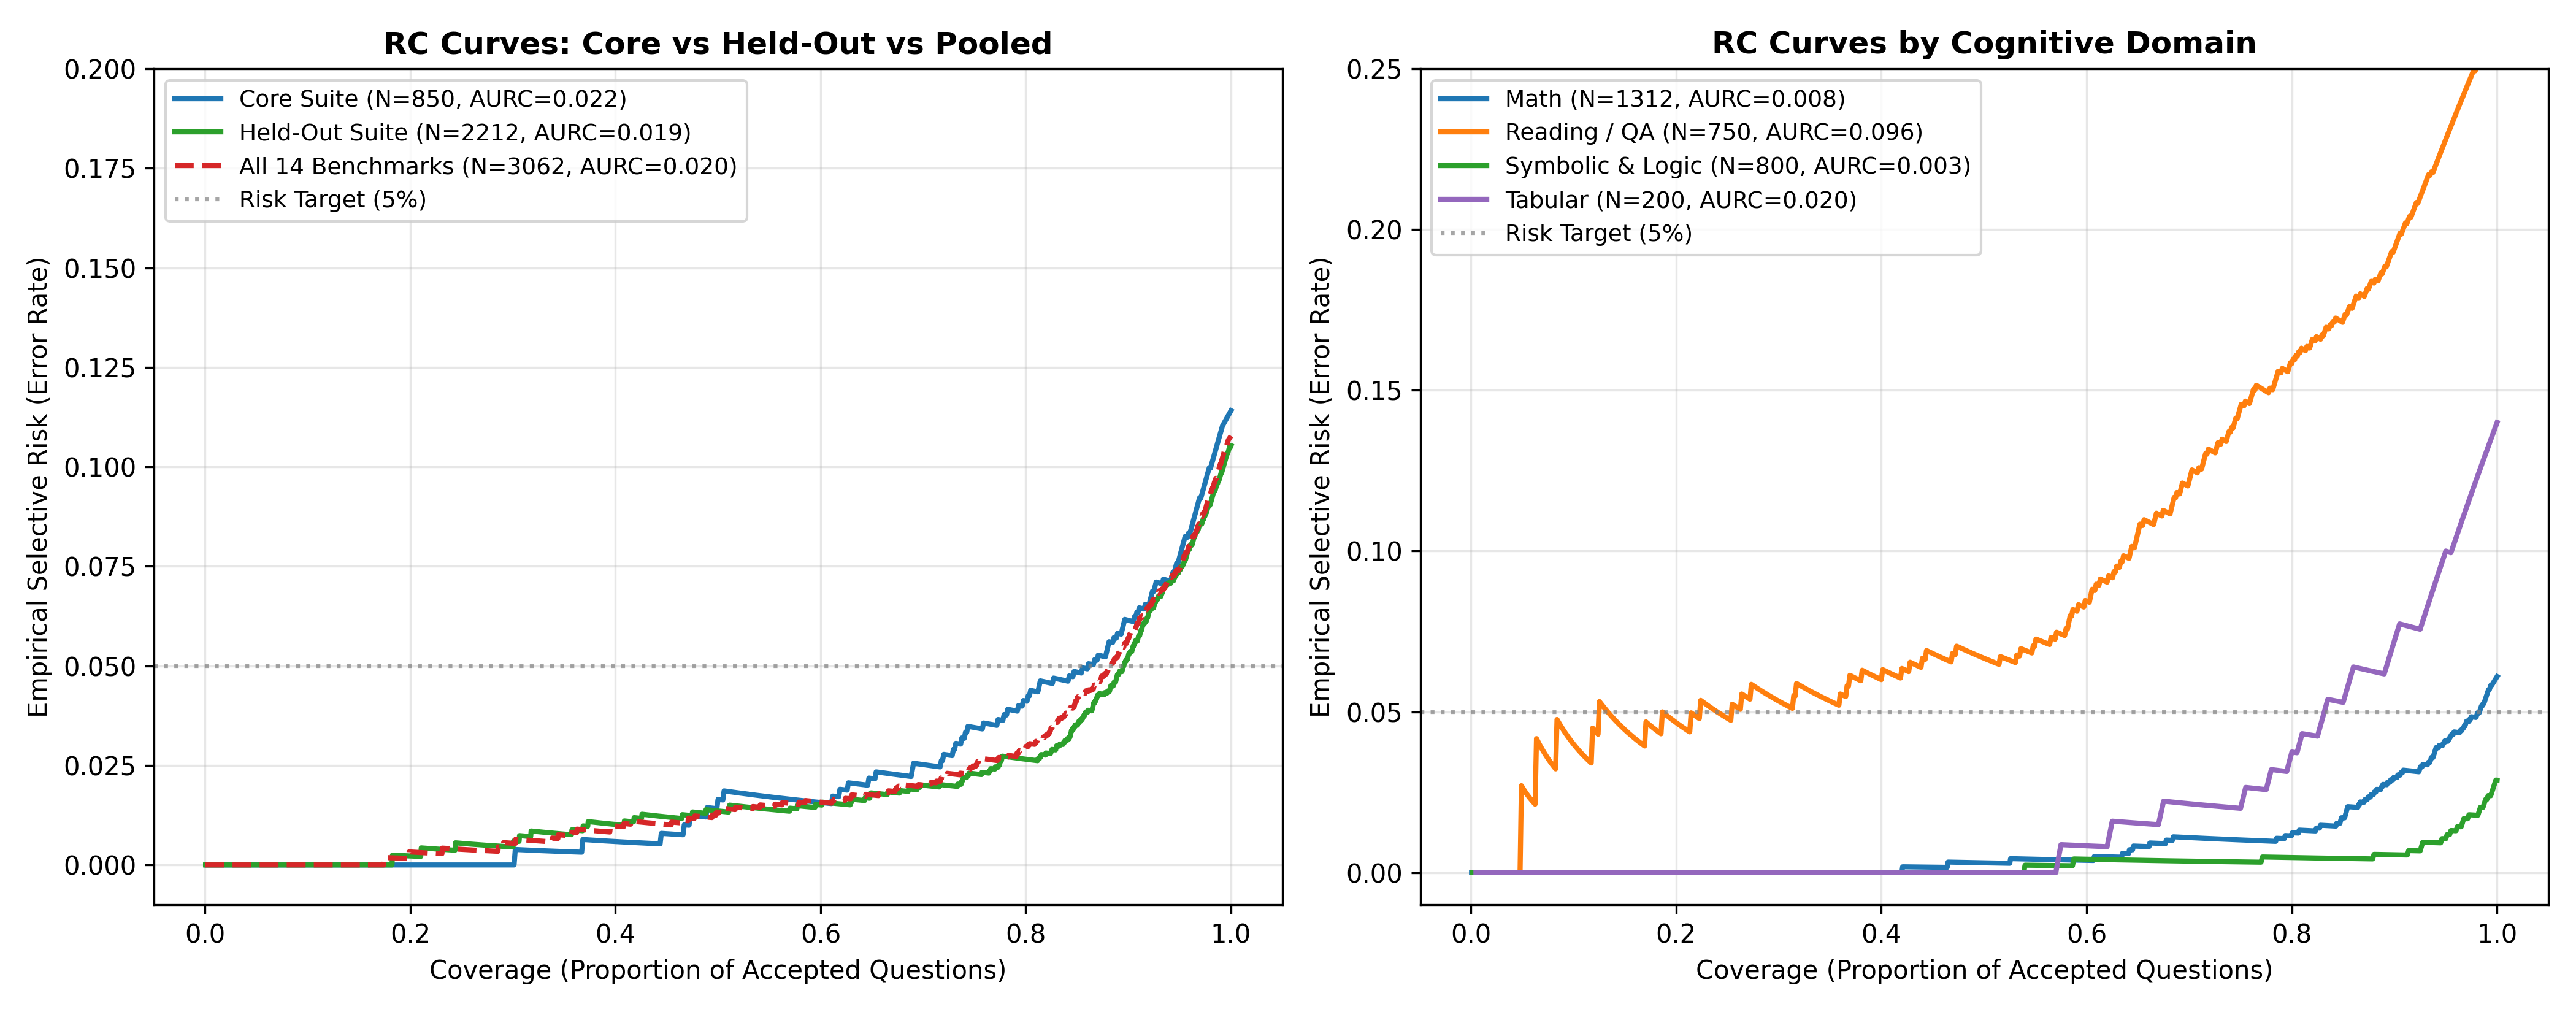 RC Curves: Core vs Held-Out vs Pooled
Empirical Selective Risk (Error Rate)
0.200
0.175
0.150
0.125
0.100
0.075
0.050
0.025
0.000
Core Suite (N=850, AURC=0.022)
Held-Out Suite (N=2212, AURC=0.019)
All 14 Benchmarks (N=3062, AURC=0.020)
Risk Target (5%)
0.0 0.2 0.4 0.6 0.8 1.0
Coverage (Proportion of Accepted Questions)
RC Curves by Cognitive Domain
Empirical Selective Risk (Error Rate)
0.25
0.20
0.15
0.10
0.05
0.00
Math (N=1312, AURC=0.008)
Reading / QA (N=750, AURC=0.096)
Symbolic & Logic (N=800, AURC=0.003)
Tabular (N=200, AURC=0.020)
Risk Target (5%)
0.0 0.2 0.4 0.6 0.8 1.0
Coverage (Proportion of Accepted Questions)